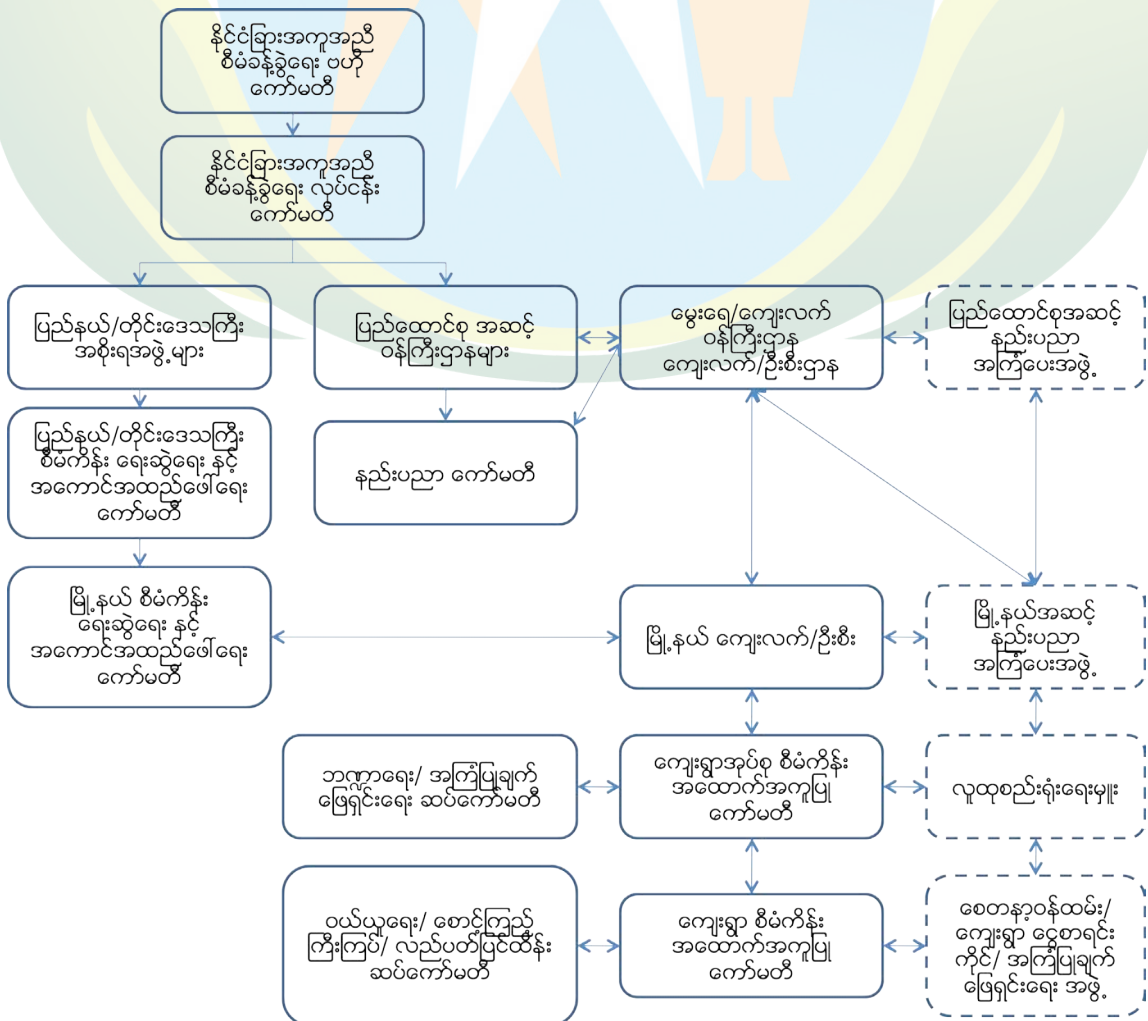 နိုင်ငံခြားအကူအညီ
စီမံခန့်ခွဲရေး ဗဟို
ကော်မတီ
နိုင်ငံခြားအကူအညီ
စီမံခန့်ခွဲရေး လုပ်ငန်း
ကော်မတီ
ပြည်နယ်/တိုင်းဒေသကြီး
အစိုးရအဖွဲ့များ
ပြည်ထောင်စု အဆင့်
ဝန်ကြီးဌာနများ
မွေးရေ/ကျေးလက်
ဝန်ကြီးဌာန
ကျေးလက်/ဦးစီးဌာန
ပြည်ထောင်စုအဆင့်
နည်းပညာ
အကြံပေးအဖွဲ့
ပြည်နယ်/တိုင်းဒေသကြီး
စီမံကိန်း ရေးဆွဲရေး နှင့်
အကောင်အထည်ဖေါ်ရေး
ကော်မတီ
နည်းပညာ ကော်မတီ
မြို့နယ် စီမံကိန်း
ရေးဆွဲရေး နှင့်
အကောင်အထည်ဖေါ်ရေး
ကော်မတီ
မြို့နယ် ကျေးလက်/ဦးစီး
မြို့နယ်အဆင့်
နည်းပညာ
အကြံပေးအဖွဲ့
ဘဏ္ဍာရေး/ အကြံပြုချက်
ဖြေရှင်းရေး ဆပ်ကော်မတီ
ကျေးရွာအုပ်စု စီမံကိန်း
အထောက်အကူပြု
ကော်မတီ
လူထုစည်းရုံးရေးမှူး
ဝယ်ယူရေး/ စောင့်ကြည့်
ကြီးကြပ်/ လည်ပတ်ပြင်ထိန်း
ဆပ်ကော်မတီ
ကျေးရွာ စီမံကိန်း
အထောက်အကူပြု
ကော်မတီ
စေတနာ့ဝန်ထမ်း/
ကျေးရွာ ငွေစာရင်း
ကိုင်/ အကြံပြုချက်
ဖြေရှင်းရေး အဖွဲ့